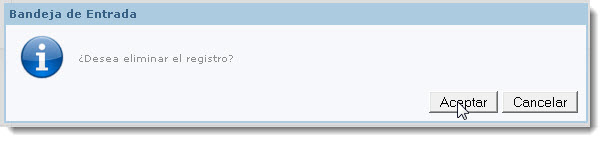 Bandeja de Entrada
¿Desea eliminar el registro?
Aceptar Cancelar